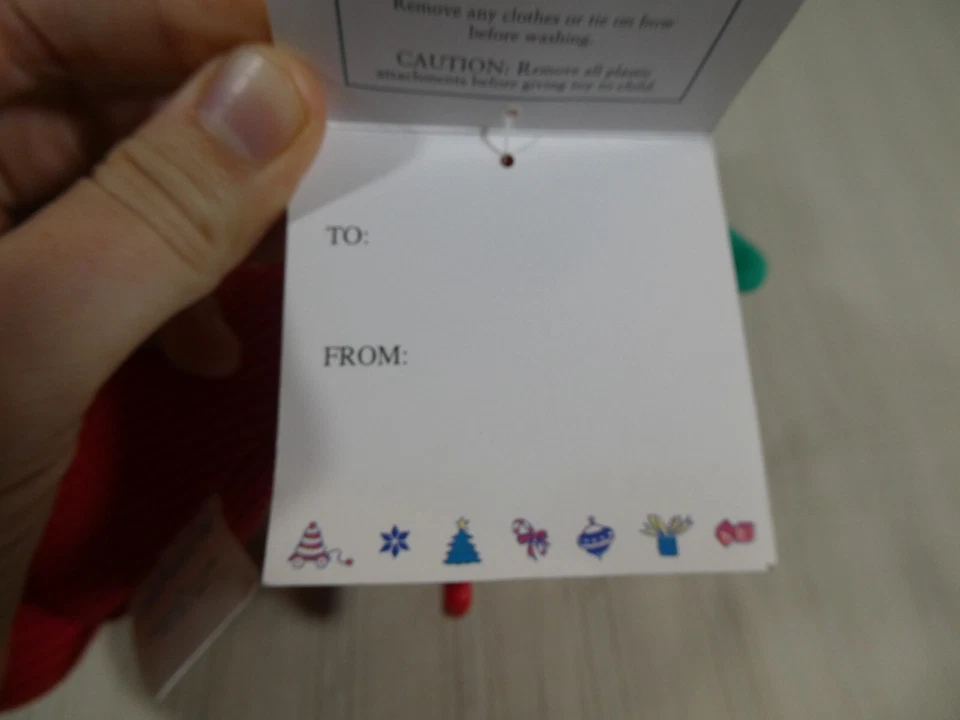 Remove any clothes or tie on bow
before washing.
CAUTION: Remove all plastic
attachments before giving toy to child.
TO:
FROM: